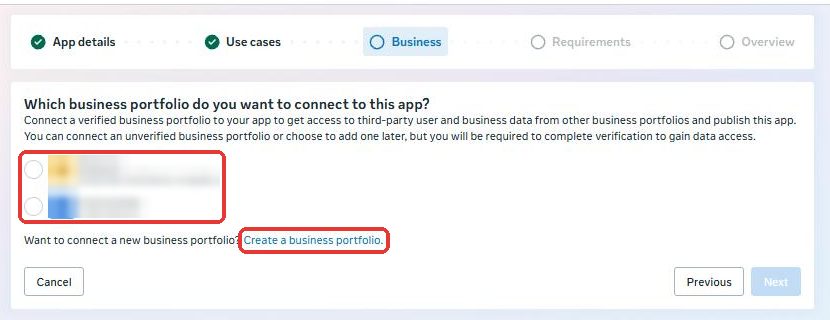 App details
Use cases
Business
Requirements
Overview
Which business portfolio do you want to connect to this app?
Connect a verified business portfolio to your app to get access to third-party user and business data from other business portfolios and publish this app.
You can connect an unverified business portfolio or choose to add one later, but you will be required to complete verification to gain data access.
Want to connect a new business portfolio? Create a business portfolio.
Cancel
Previous
Next